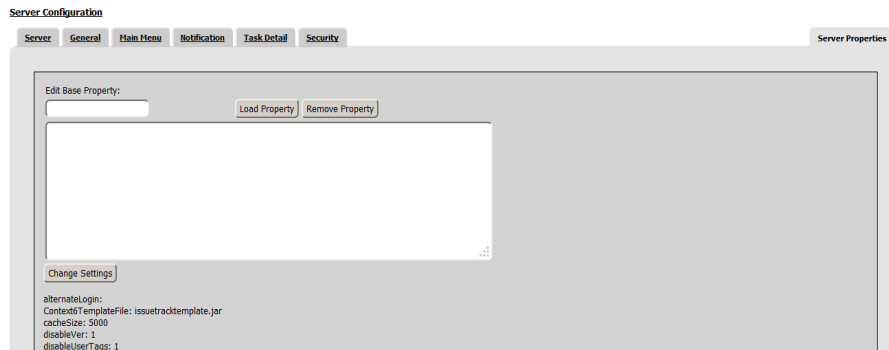 Server Configuration
Server General Main Menu Notification Task Detail Security Server Properties
Edit Base Property:
Load Property Remove Property
Change Settings
alternateLogin:
Context6TemplateFile: issuetracktemplate.jar
cacheSize: 5000
disableVer: 1
disableUserTags: 1